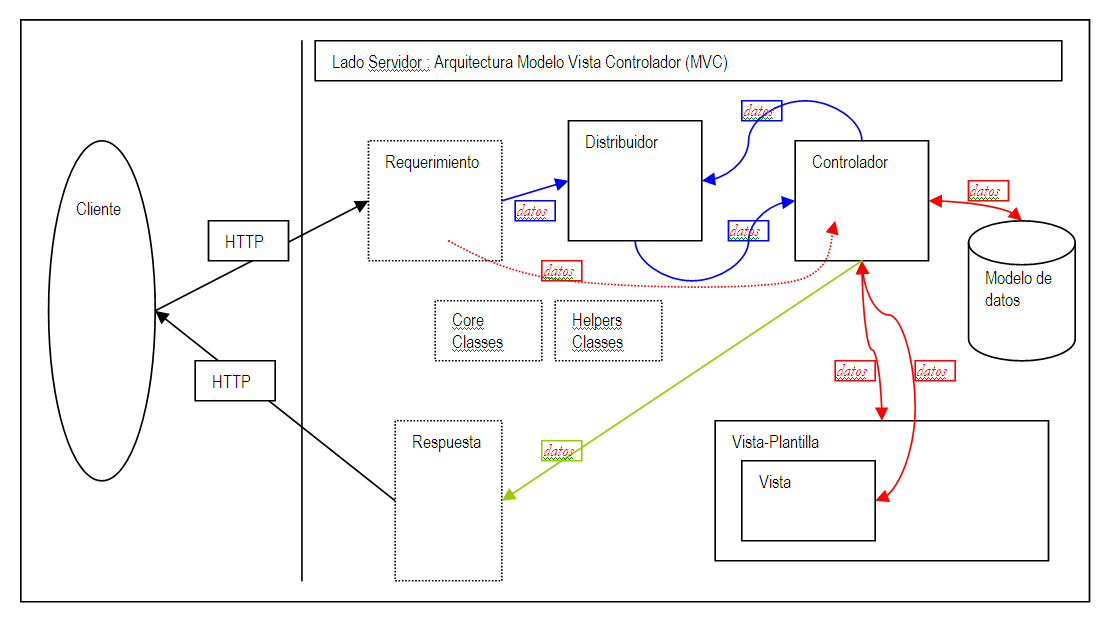 Lado Servidor : Arquitectura Modelo Vista Controlador (MVC)
datos
Distribuidor
Requerimiento
Controlador
datos
Cliente
datos
datos
HTTP
datos
Modelo de
datos
Core
Classes
Helpers
Classes
HTTP
datos
datos
Respuesta
datos
Vista-Plantilla
Vista